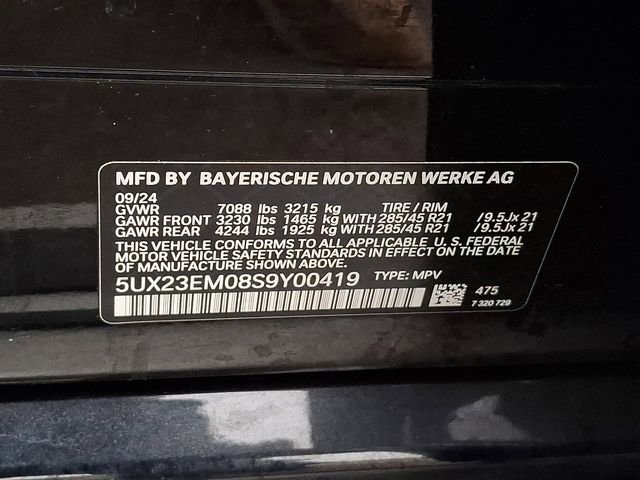 MFD BY BAYERISCHE MOTOREN WERKE AG
09/24
GVWR 7088 lbs 3215 kg TIRE / RIM
GAWR FRONT 3230 lbs 1465 kg WITH 285/45 R21 /9.5Jx21
GAWR REAR 4244 lbs 1925 kg WITH 285/45 R21 /9.5Jx21
THIS VEHICLE CONFORMS TO ALL APPLICABLE U. S. FEDERAL
MOTOR VEHICLE SAFETY STANDARDS IN EFFECT ON THE DATE
OF MANUFACTURE SHOWN ABOVE.
5UX23EM08S9Y00419 TYPE: MPV
475
7 320 729